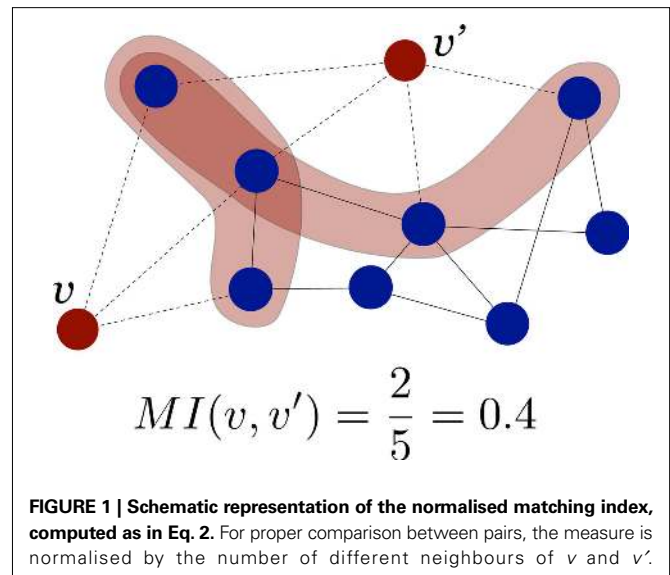 v'
v
MI(v, v′) = 2/5 = 0.4
FIGURE 1 | Schematic representation of the normalised matching index,
computed as in Eq. 2. For proper comparison between pairs, the measure is
normalised by the number of different neighbours of v and v′.